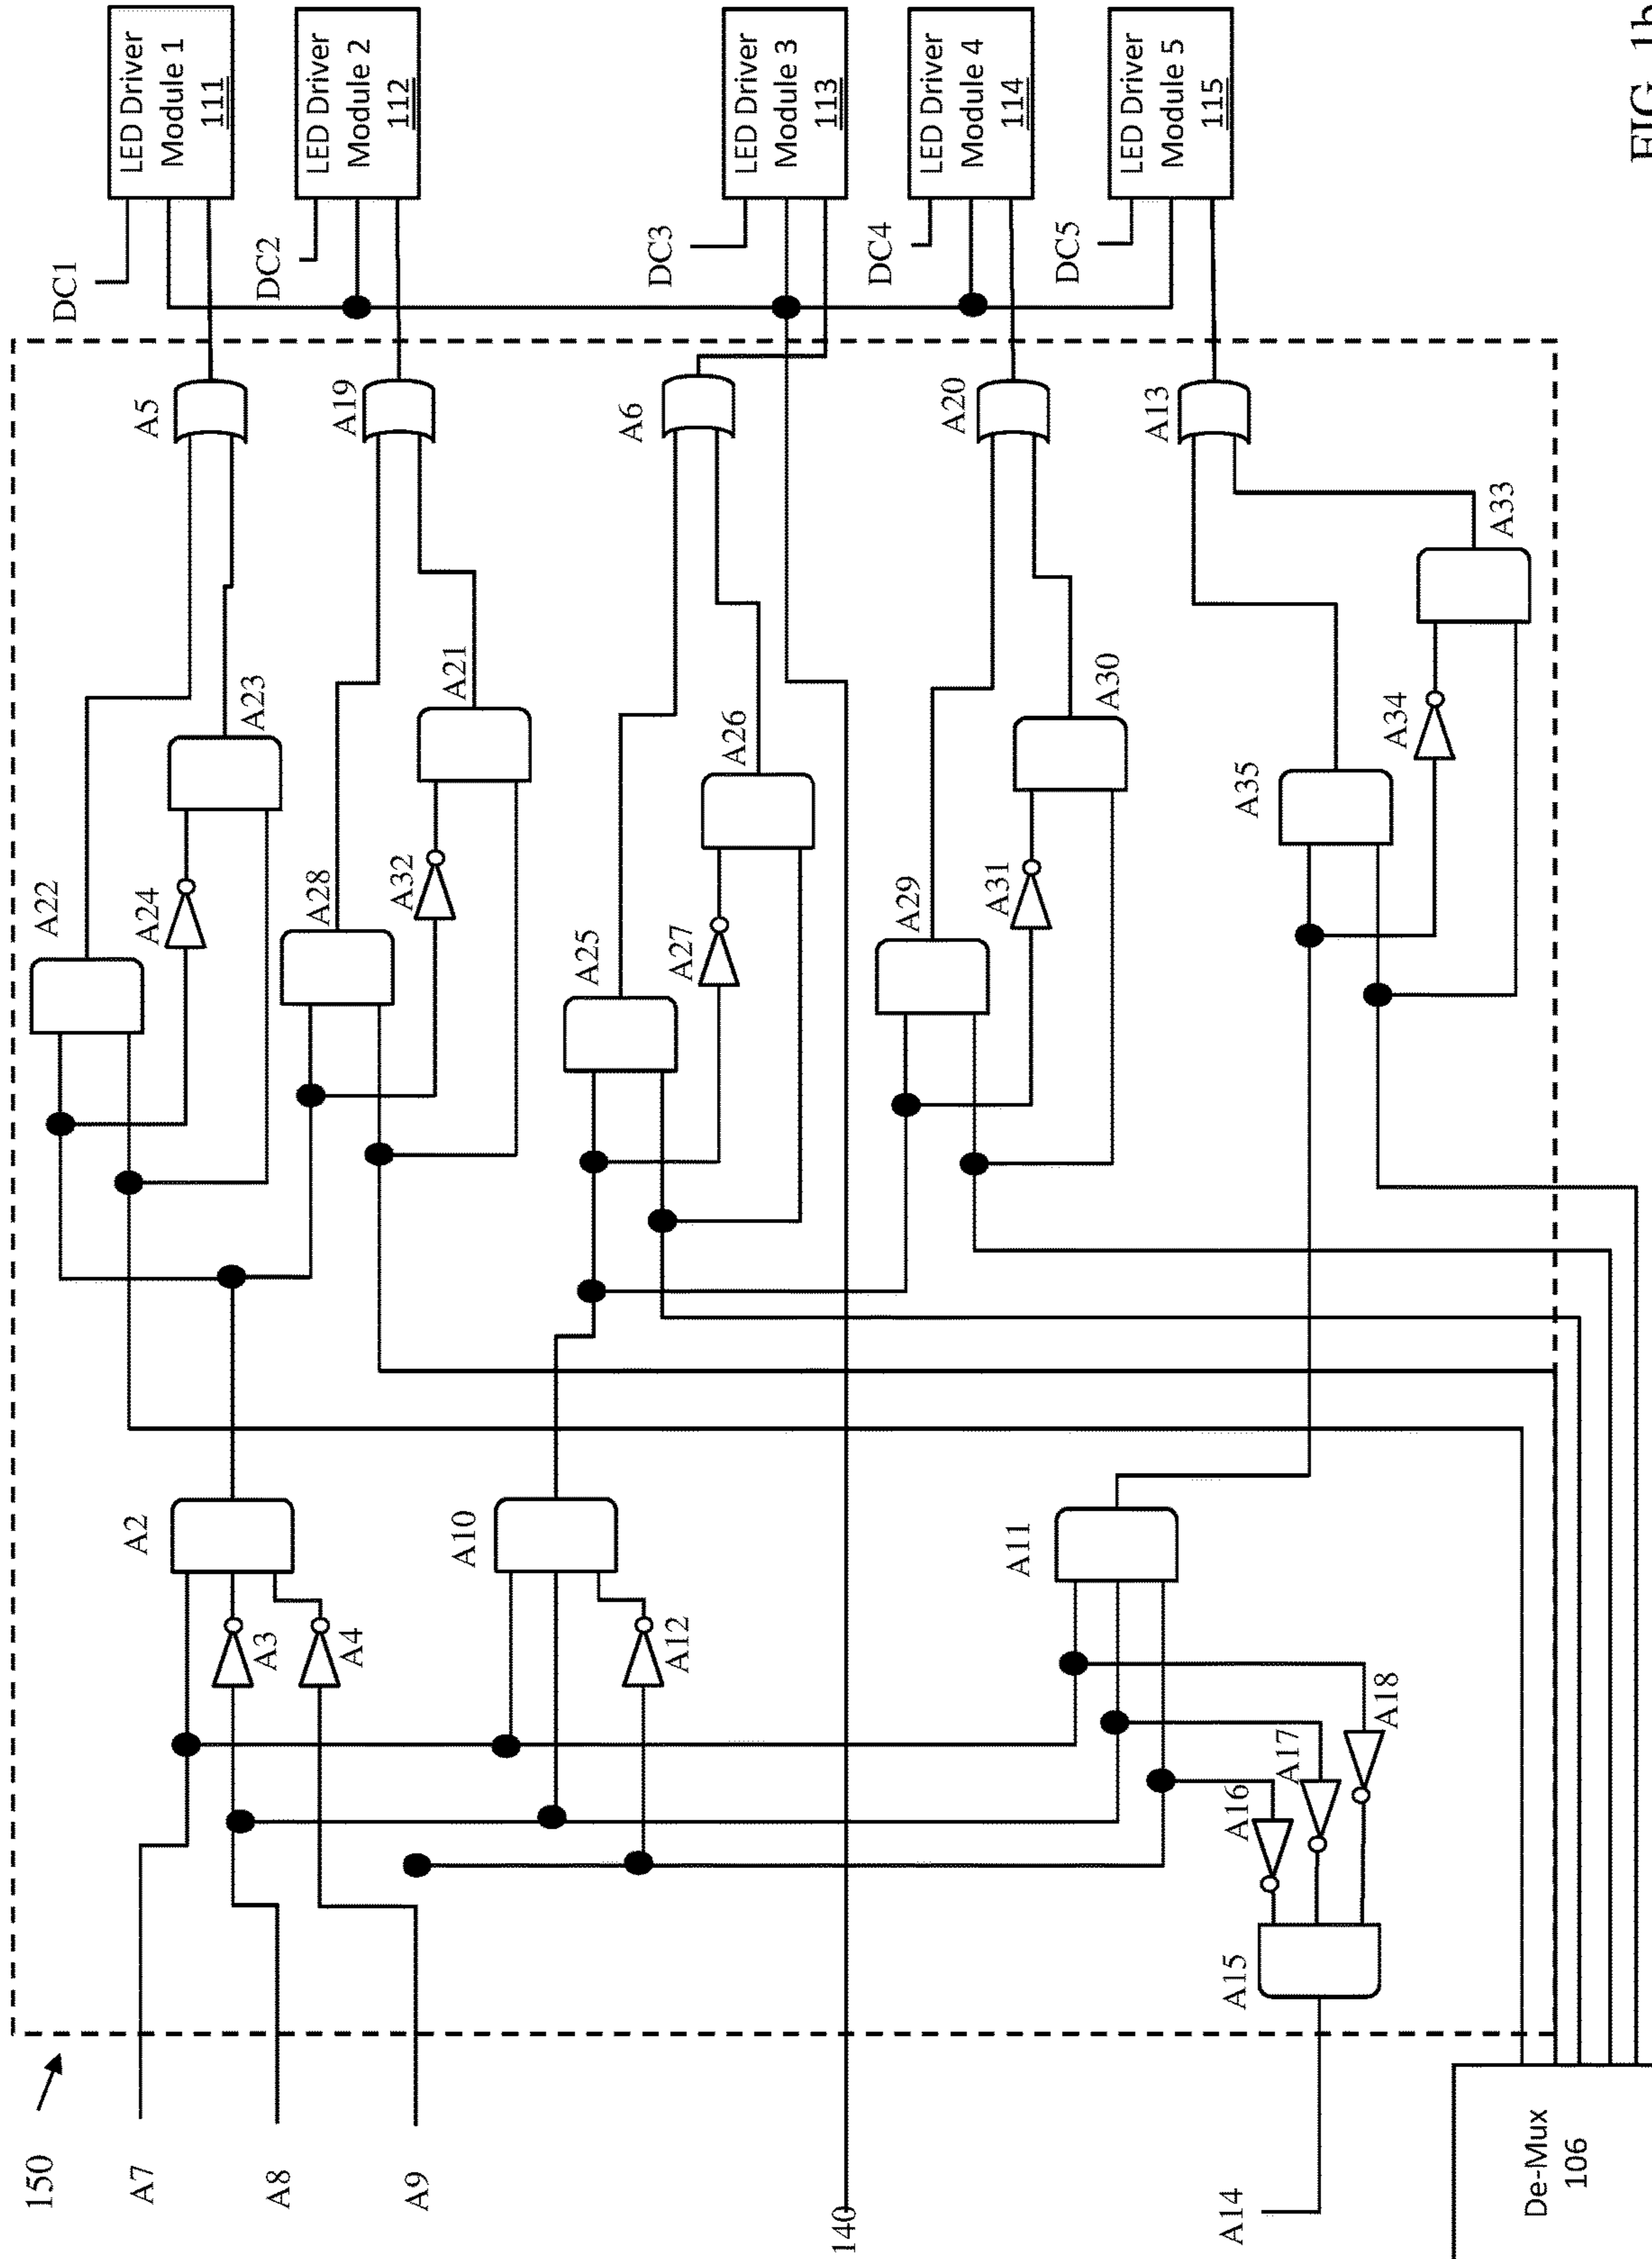 150
A7
A8
A9
140
A14
De-Mux
106
A2
A3
A4
A10
A12
A11
A15
A16
A17
A18
A22
A24
A23
A28
A32
A21
A25
A27
A26
A29
A31
A30
A35
A34
A33
A5
A19
A6
A20
A13
DC1
DC2
DC3
DC4
DC5
LED Driver
Module 1
111
LED Driver
Module 2
112
LED Driver
Module 3
113
LED Driver
Module 4
114
LED Driver
Module 5
115
FIG. 1b